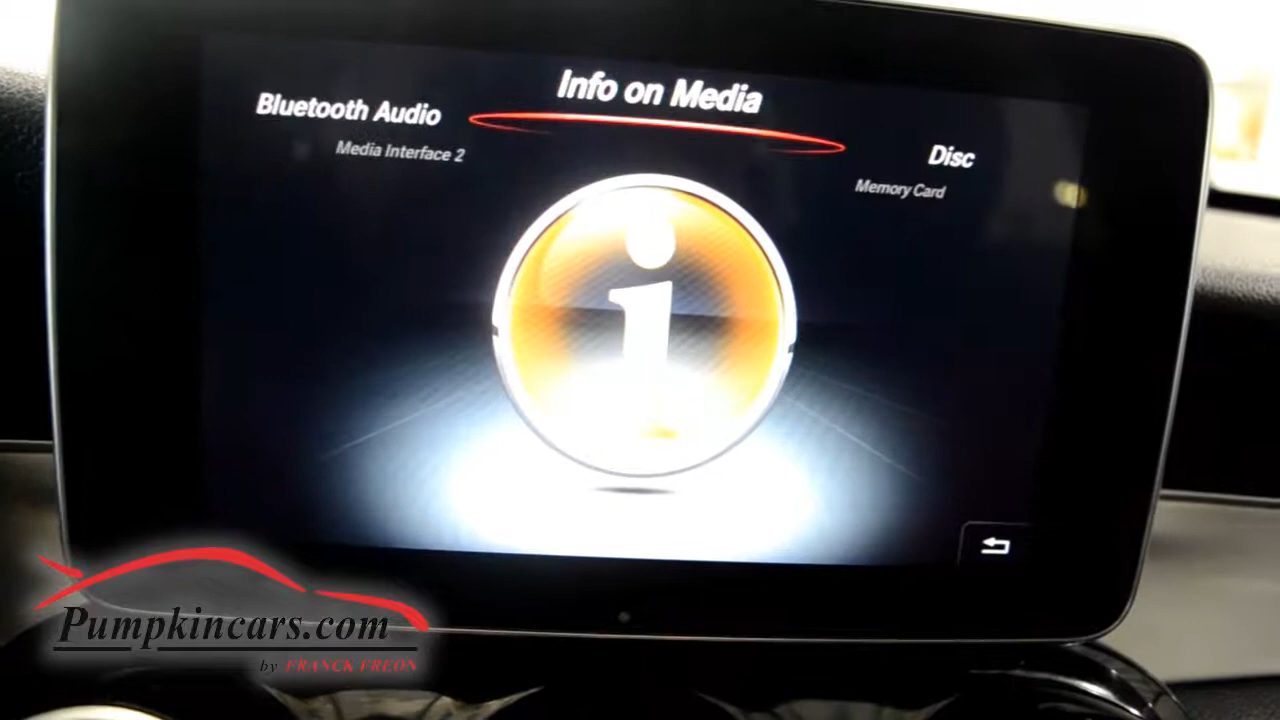 Info on Media
Bluetooth Audio
Disc
Media Interface 2
Memory Card
i
Pumpkincars.com
by FRANCK FREON